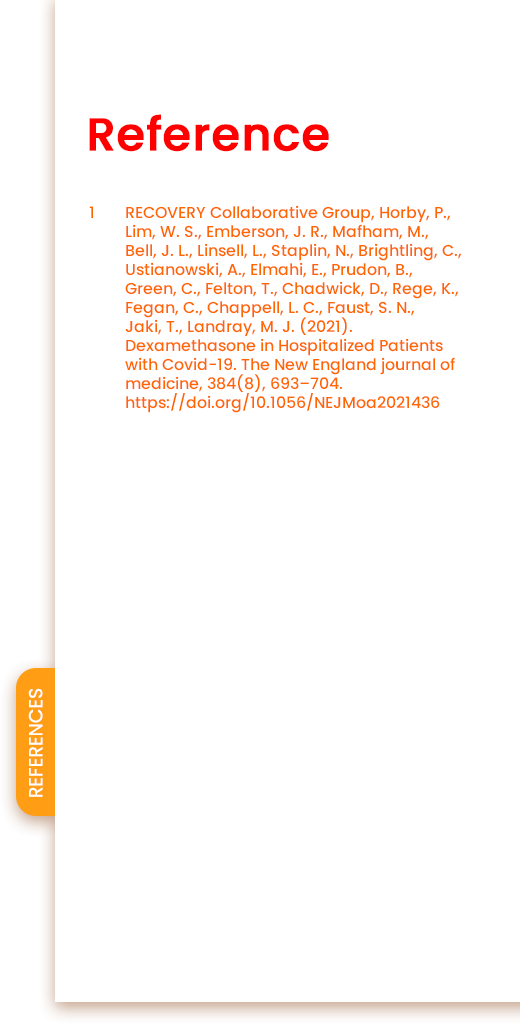 Reference
1 RECOVERY Collaborative Group, Horby, P.,
Lim, W. S., Emberson, J. R., Mafham, M.,
Bell, J. L., Linsell, L., Staplin, N., Brightling, C.,
Ustianowski, A., Elmahi, E., Prudon, B.,
Green, C., Felton, T., Chadwick, D., Rege, K.,
Fegan, C., Chappell, L. C., Faust, S. N.,
Jaki, T., Landray, M. J. (2021).
Dexamethasone in Hospitalized Patients
with Covid-19. The New England journal of
medicine, 384(8), 693–704.
https://doi.org/10.1056/NEJMoa2021436
REFERENCES